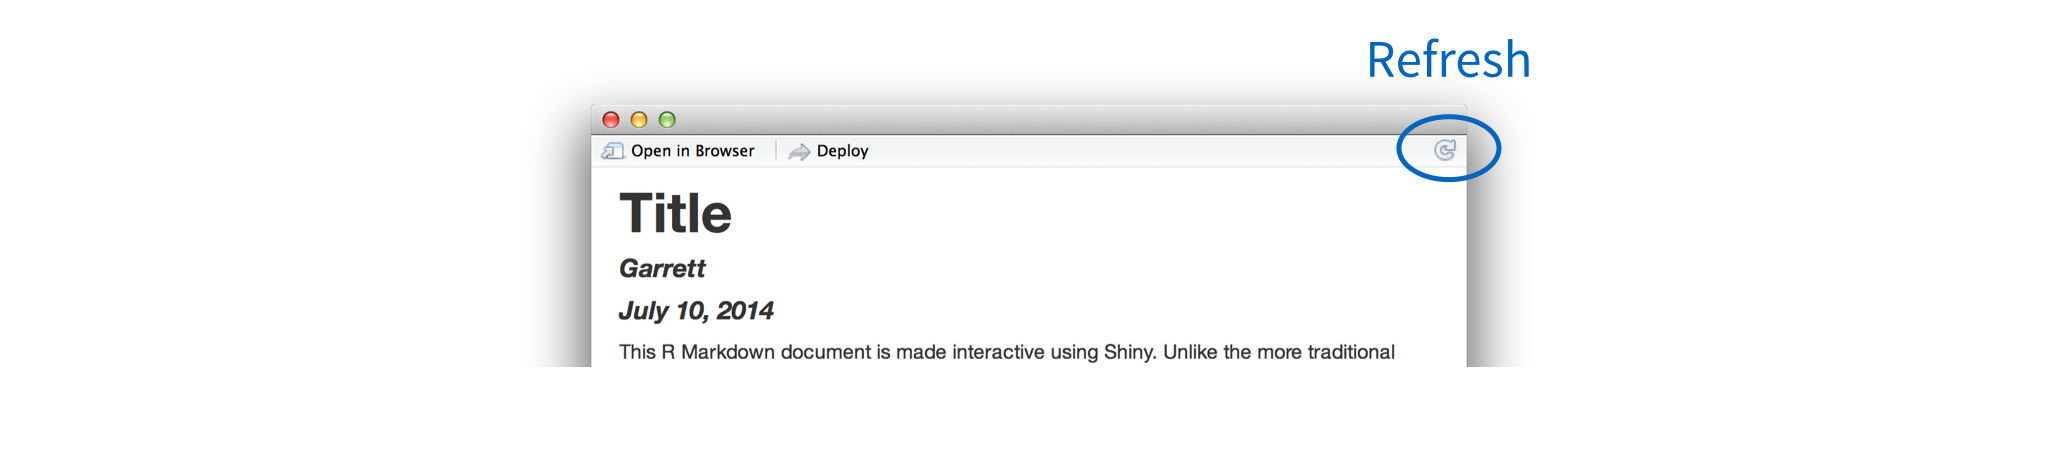 Refresh
Open in Browser Deploy
Title
Garrett
July 10, 2014
This R Markdown document is made interactive using Shiny. Unlike the more traditional